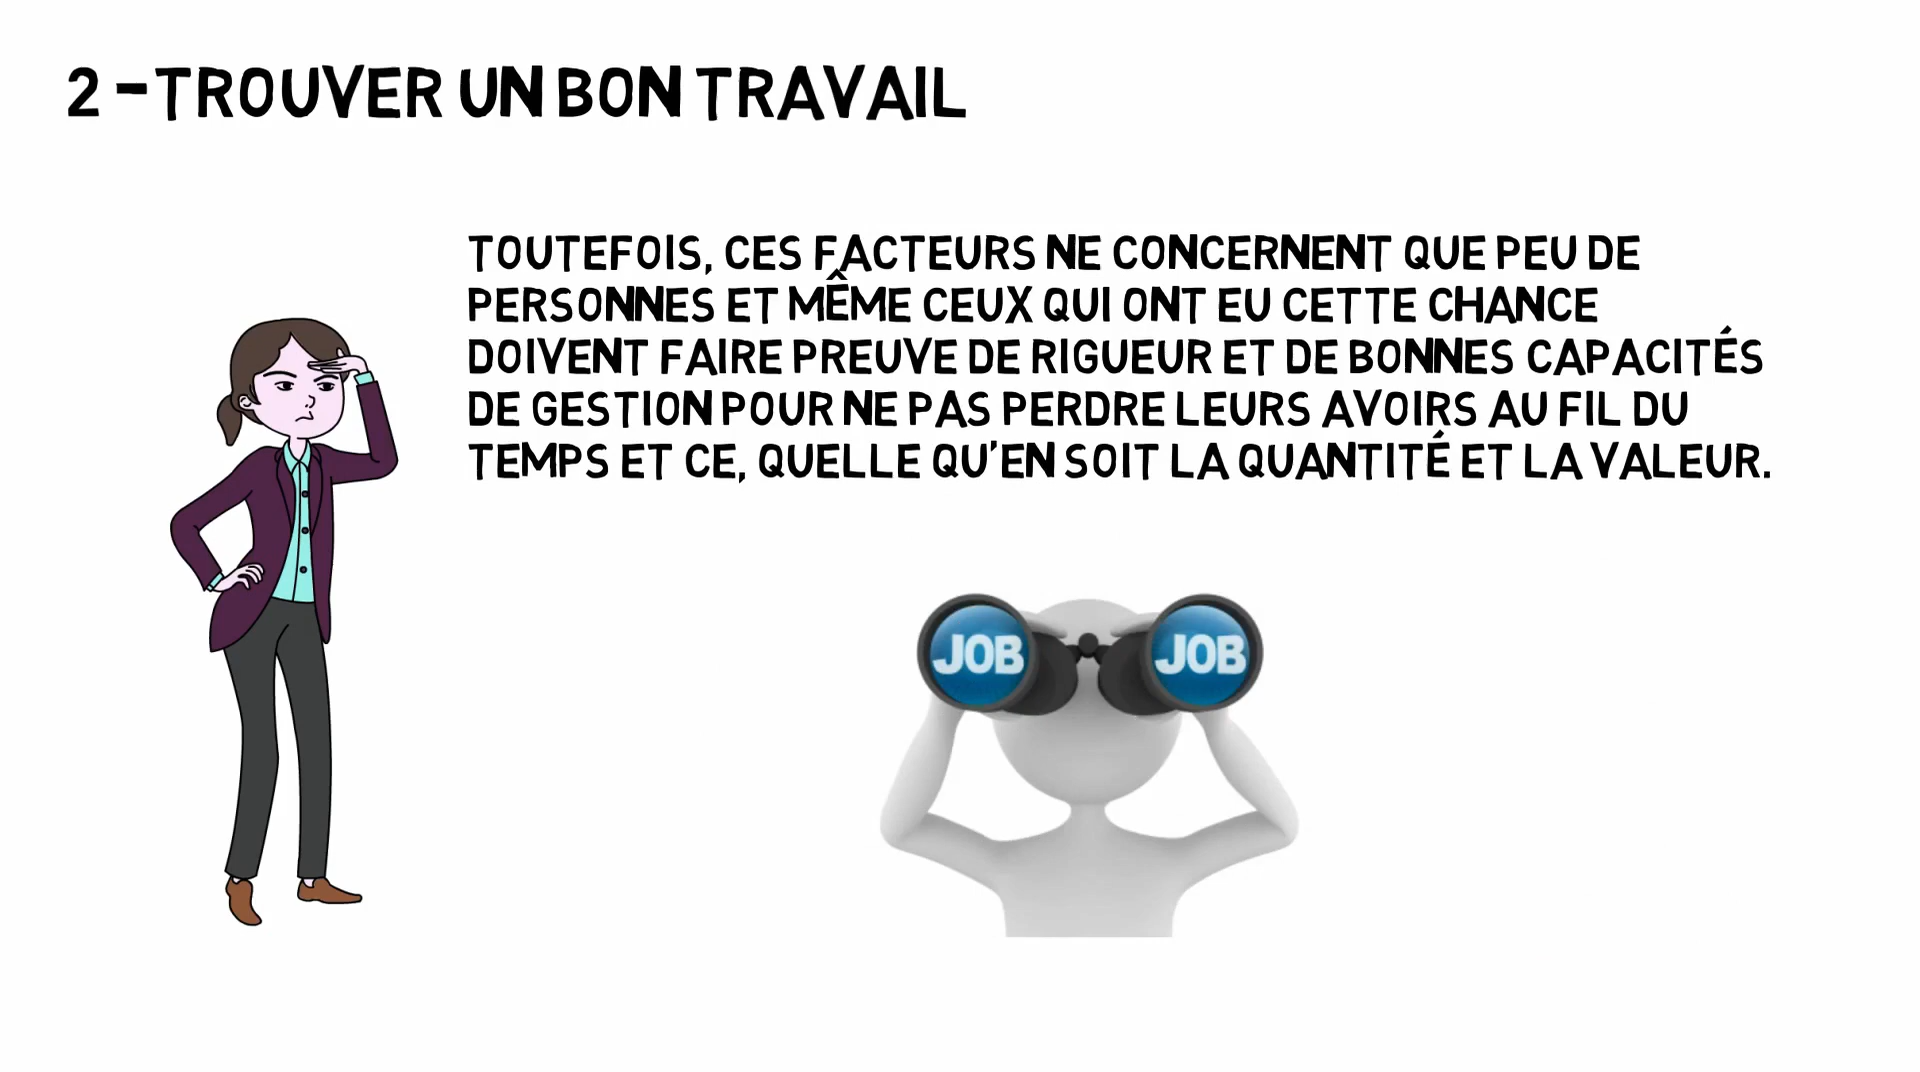 2 - TROUVER UN BON TRAVAIL
TOUTEFOIS, CES FACTEURS NE CONCERNENT QUE PEU DE
PERSONNES ET MÊME CEUX QUI ONT EU CETTE CHANCE
DOIVENT FAIRE PREUVE DE RIGUEUR ET DE BONNES CAPACITÉS
DE GESTION POUR NE PAS PERDRE LEURS AVOIRS AU FIL DU
TEMPS ET CE, QUELLE QU'EN SOIT LA QUANTITÉ ET LA VALEUR.
JOB JOB